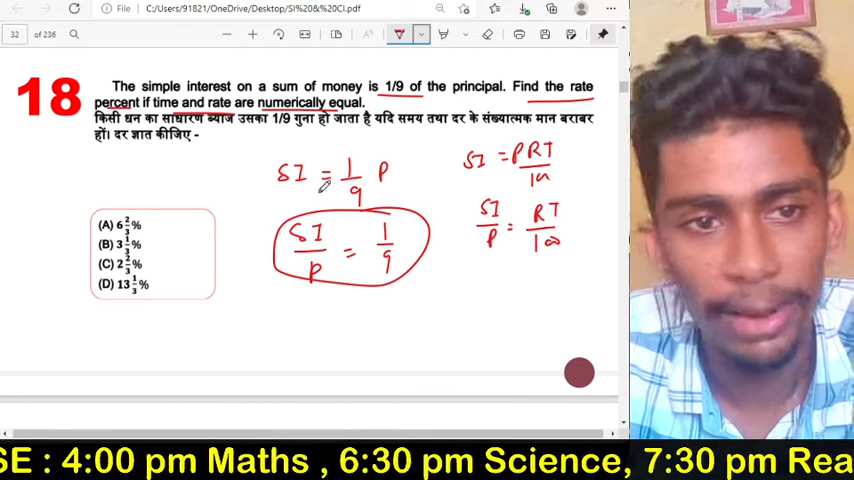 File
C:/Users/91821/OneDrive/Desktop/SI%20&%20CI.pdf
32 of 236
18
The simple interest on a sum of money is 1/9 of the principal. Find the rate
percent if time and rate are numerically equal.
किसी धन का साधारण ब्याज उसका 1/9 गुना हो जाता है यदि समय तथा दर के संख्यात्मक मान बराबर
हों। दर ज्ञात कीजिए -
SI = 1/9 P
SI/P = 1/9
SI = PRT/100
SI/P = RT/100
(A) 6 2/3 %
(B) 3 1/3 %
(C) 2 2/3 %
(D) 13 1/3 %
SE : 4:00 pm Maths , 6:30 pm Science, 7:30 pm Rea